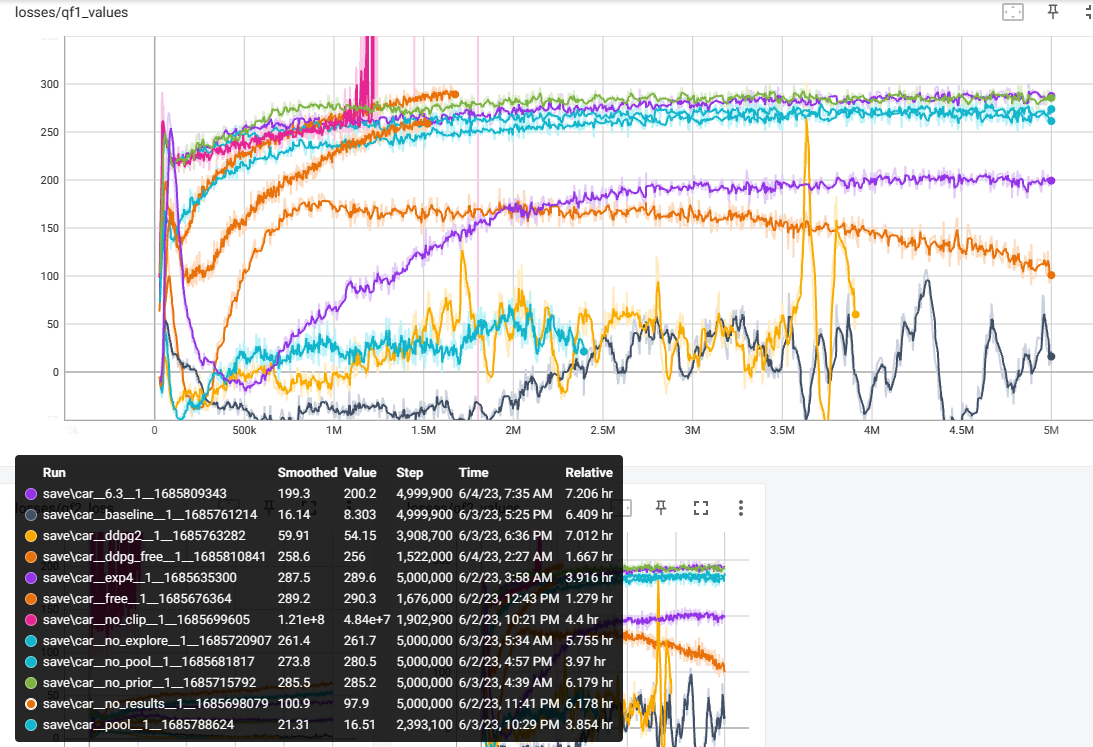 losses/qf1_values
300
250
200
150
100
50
0
0 500k 1M 1.5M 2M 2.5M 3M 3.5M 4M 4.5M 5M
Run Smoothed Value Step Time Relative
save\car__6.3__1__1685809343 199.3 200.2 4,999,900 6/4/23, 7:35 AM 7.206 hr
save\car__baseline__1__1685761214 16.14 8.303 4,999,900 6/3/23, 5:25 PM 6.409 hr
save\car__ddpg2__1__1685763282 59.91 54.15 3,908,700 6/3/23, 6:36 PM 7.012 hr
save\car__ddpg_free__1__1685810841 258.6 256 1,522,000 6/4/23, 2:27 AM 1.667 hr
save\car__exp4__1__1685635300 287.5 289.6 5,000,000 6/2/23, 3:58 AM 3.916 hr
save\car__free__1__1685676364 289.2 290.3 1,676,000 6/2/23, 12:43 PM 1.279 hr
save\car__no_clip__1__1685699605 1.21e+8 4.84e+7 1,902,900 6/2/23, 10:21 PM 4.4 hr
save\car__no_explore__1__1685720907 261.4 261.7 5,000,000 6/3/23, 5:34 AM 5.755 hr
save\car__no_pool__1__1685681817 273.8 280.5 5,000,000 6/2/23, 4:57 PM 3.97 hr
save\car__no_prior__1__1685715792 285.5 285.2 5,000,000 6/3/23, 4:39 AM 6.179 hr
save\car__no_results__1__1685698079 100.9 97.9 5,000,000 6/2/23, 11:41 PM 6.178 hr
save\car__pool__1__1685788624 21.31 16.51 2,393,100 6/3/23, 10:29 PM 3.854 hr